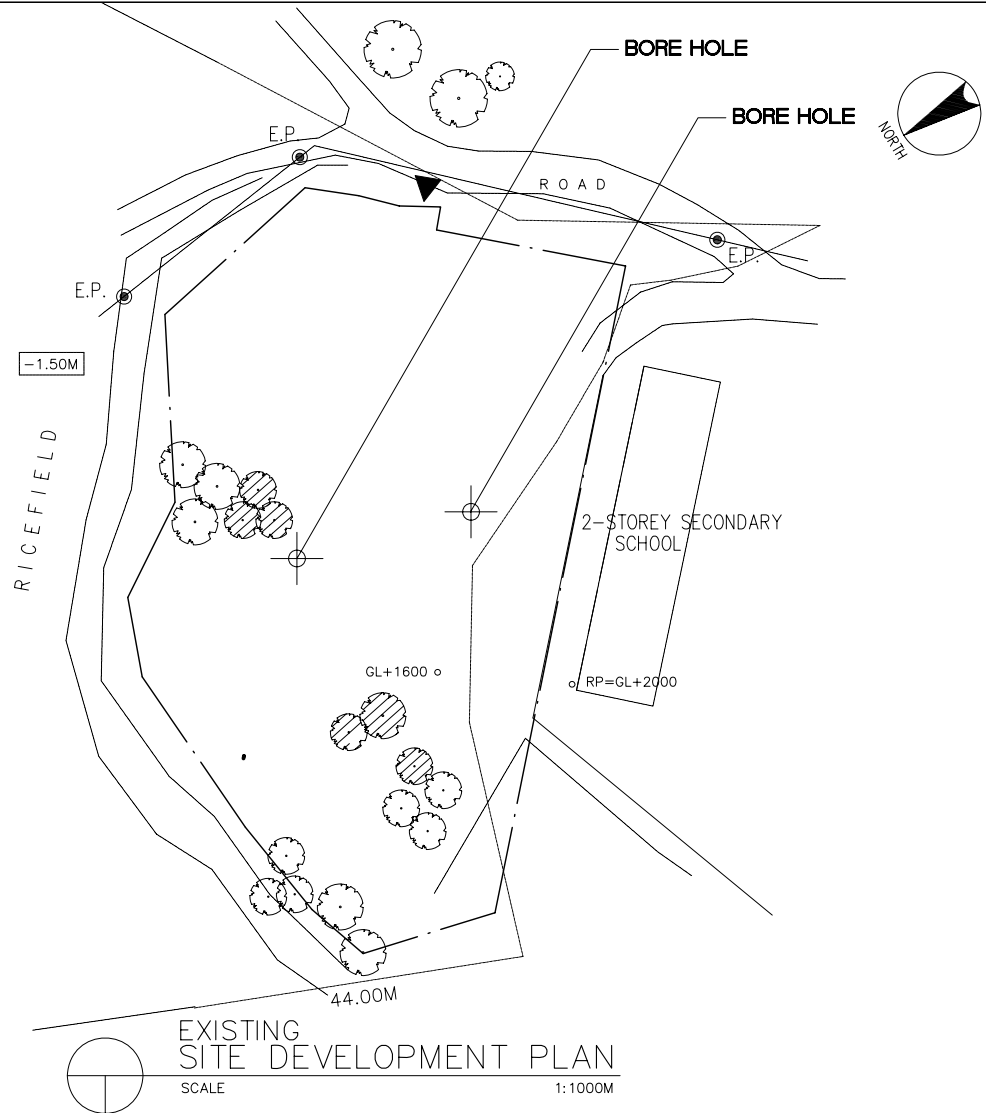 BORE HOLE
BORE HOLE
NORTH
E.P.
ROAD
E.P.
E.P.
-1.50M
RICEFIELD
2-STOREY SECONDARY
SCHOOL
GL+1600
RP=GL+2000
44.00M
EXISTING
SITE DEVELOPMENT PLAN
SCALE 1:1000M